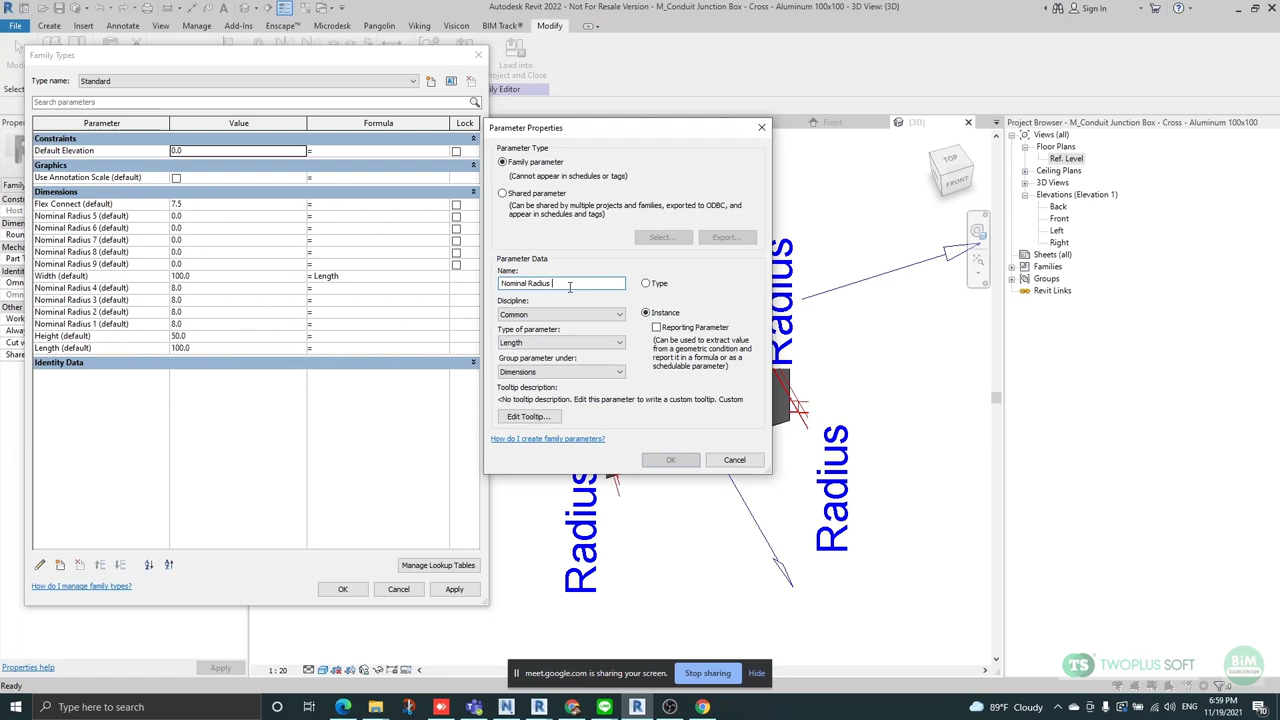 Autodesk Revit 2022 - Not For Resale Version - M_Conduit Junction Box - Cross - Aluminum 100x100 - 3D View: {3D}
Sign In
File Create Insert Annotate View Manage Add-Ins Enscape™ Microdesk Pangolin Viking Visicon BIM Track® Modify
Load into
Project and Close
Family Types
Type name: Standard
Search parameters
Parameter Value Formula Lock
Constraints
Default Elevation 0.0 =
Graphics
Use Annotation Scale (default) =
Dimensions
Flex Connect (default) 7.5 =
Nominal Radius 5 (default) 0.0 =
Nominal Radius 6 (default) 0.0 =
Nominal Radius 7 (default) 0.0 =
Nominal Radius 8 (default) 0.0 =
Nominal Radius 9 (default) 0.0 =
Width (default) 100.0 = Length
Nominal Radius 4 (default) 8.0 =
Nominal Radius 3 (default) 8.0 =
Nominal Radius 2 (default) 8.0 =
Nominal Radius 1 (default) 8.0 =
Height (default) 50.0 =
Length (default) 100.0 =
Identity Data
Manage Lookup Tables
How do I manage family types?
OK Cancel Apply
Parameter Properties
Parameter Type
Family parameter
(Cannot appear in schedules or tags)
Shared parameter
(Can be shared by multiple projects and families, exported to ODBC, and
appear in schedules and tags)
Select... Export...
Parameter Data
Name:
Nominal Radius
Type
Discipline:
Common
Instance
Reporting Parameter
(Can be used to extract value
from a geometric condition and
report it in a formula or as a
schedulable parameter)
Type of parameter:
Length
Group parameter under:
Dimensions
Tooltip description:
<No tooltip description. Edit this parameter to write a custom tooltip. Custom
Edit Tooltip...
How do I create family parameters?
OK Cancel
Front {3D}
TOP
FRONT
Radius
Radius
Radius
Project Browser - M_Conduit Junction Box - Cross - Aluminum 100x100
Views (all)
Floor Plans
Ref. Level
Ceiling Plans
3D Views
Elevations (Elevation 1)
Back
Front
Left
Right
Sheets (all)
Families
Groups
Revit Links
Properties help Apply
1 : 20
Ready
meet.google.com is sharing your screen. Stop sharing Hide
TS TWOPLUS SOFT
BIM
Type here to search
89°F Cloudy
6:59 PM
11/19/2021